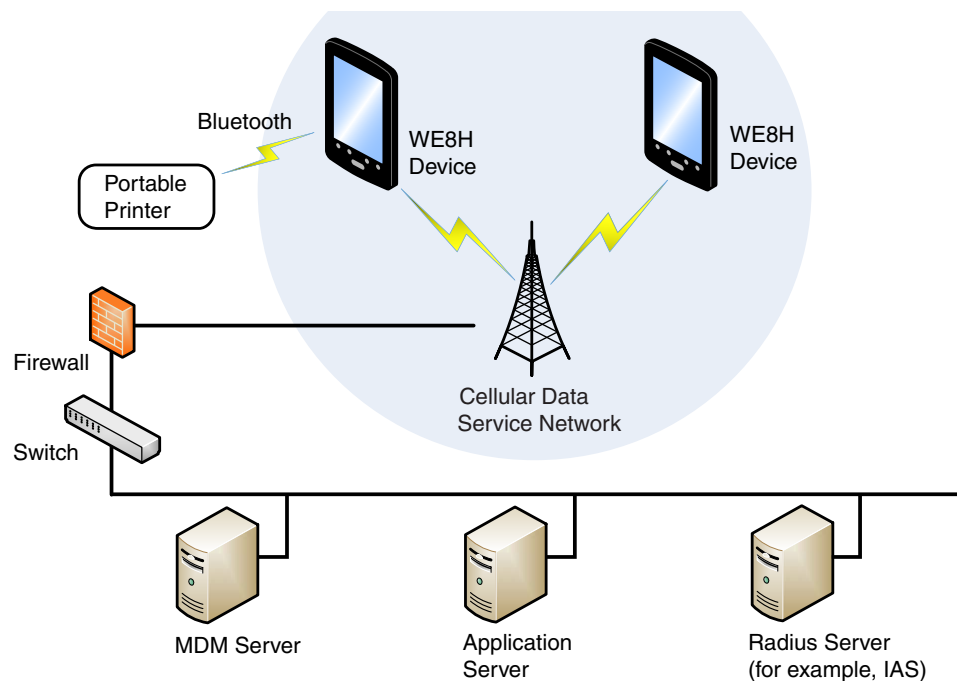 Bluetooth
WE8H
Device
WE8H
Device
Portable
Printer
Firewall
Cellular Data
Service Network
Switch
MDM Server
Application
Server
Radius Server
(for example, IAS)